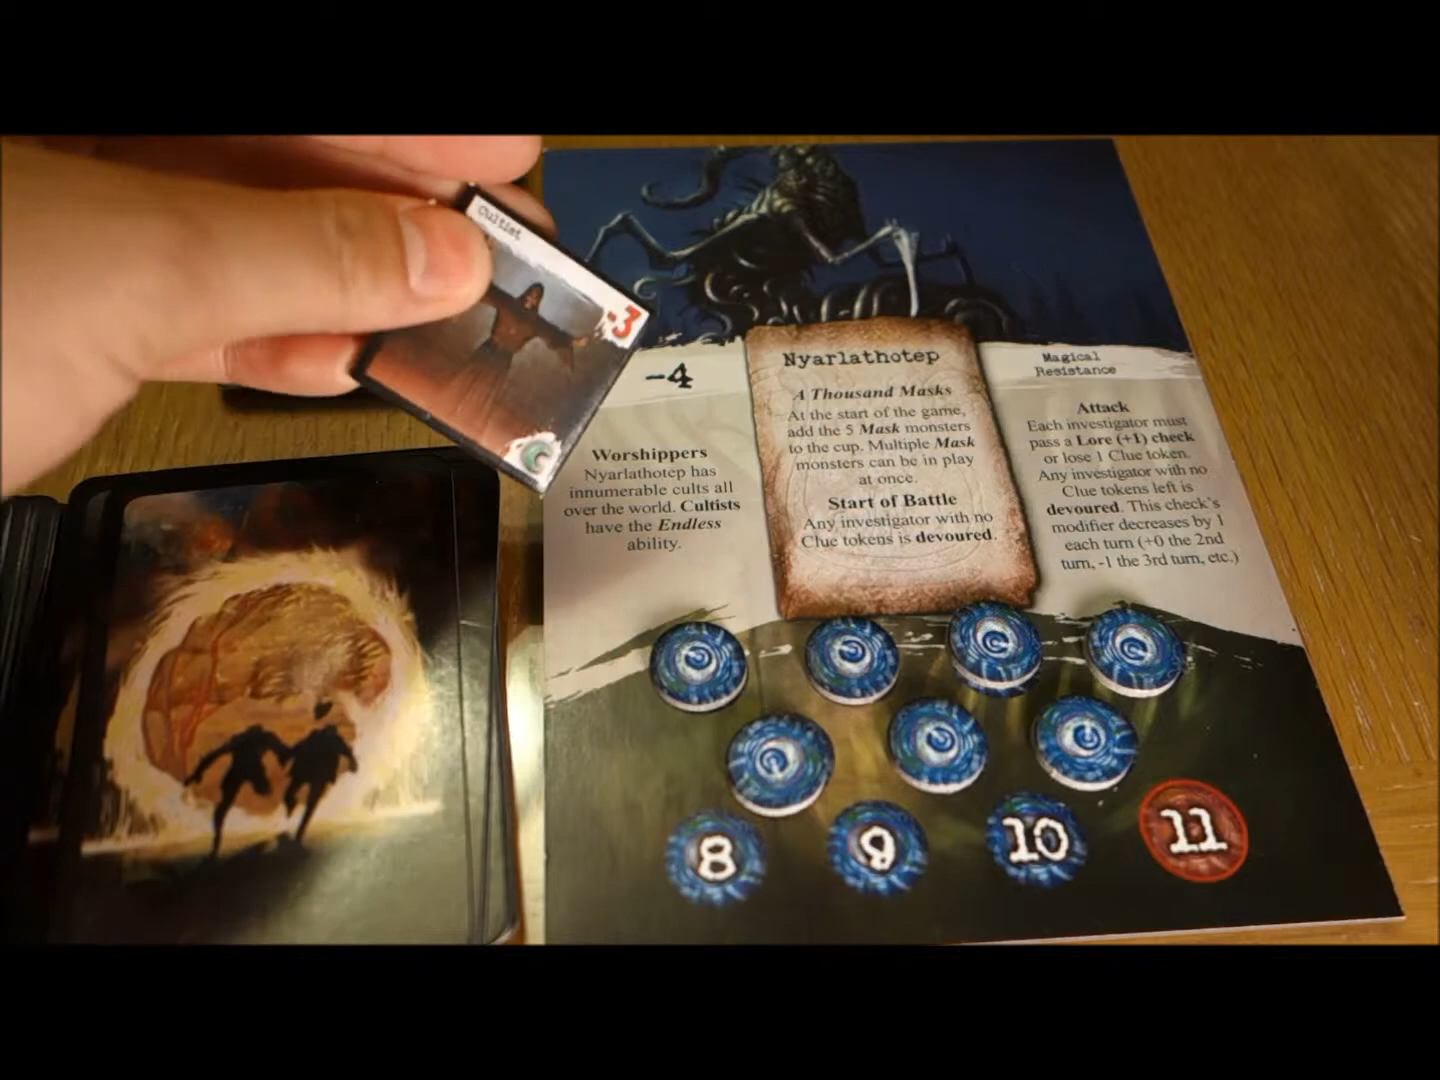 Cultist
-3
-4
Worshippers
Nyarlathotep has
innumerable cults all
over the world. Cultists
have the Endless
ability.
Nyarlathotep
A Thousand Masks
At the start of the game,
add the 5 Mask monsters
to the cup. Multiple Mask
monsters can be in play
at once.
Start of Battle
Any investigator with no
Clue tokens is devoured.
Magical
Resistance
Attack
Each investigator must
pass a Lore (+1) check
or lose 1 Clue token.
Any investigator with no
Clue tokens left is
devoured. This check's
modifier decreases by 1
each turn (+0 the 2nd
turn, -1 the 3rd turn, etc.)
8
9
10
11